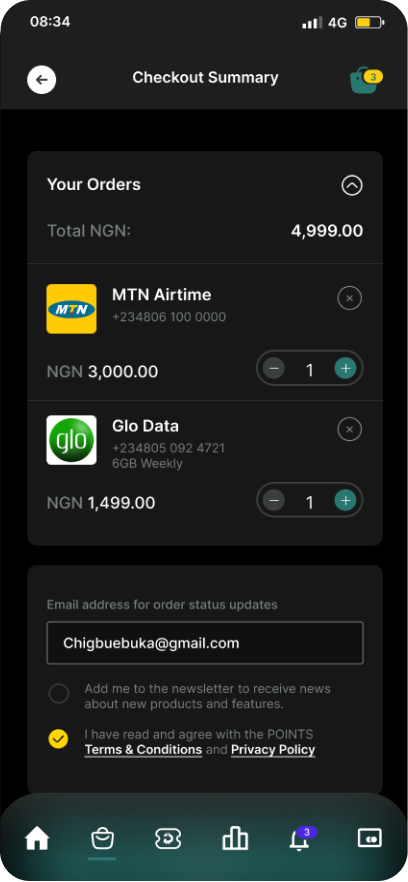 08:34
4G
Checkout Summary
3
Your Orders
Total NGN:
4,999.00
MTN
MTN Airtime
+234806 100 0000
NGN 3,000.00
1
glo
Glo Data
+234805 092 4721
6GB Weekly
NGN 1,499.00
1
Email address for order status updates
Chigbuebuka@gmail.com
Add me to the newsletter to receive news
about new products and features.
I have read and agree with the POINTS
Terms & Conditions and Privacy Policy
3